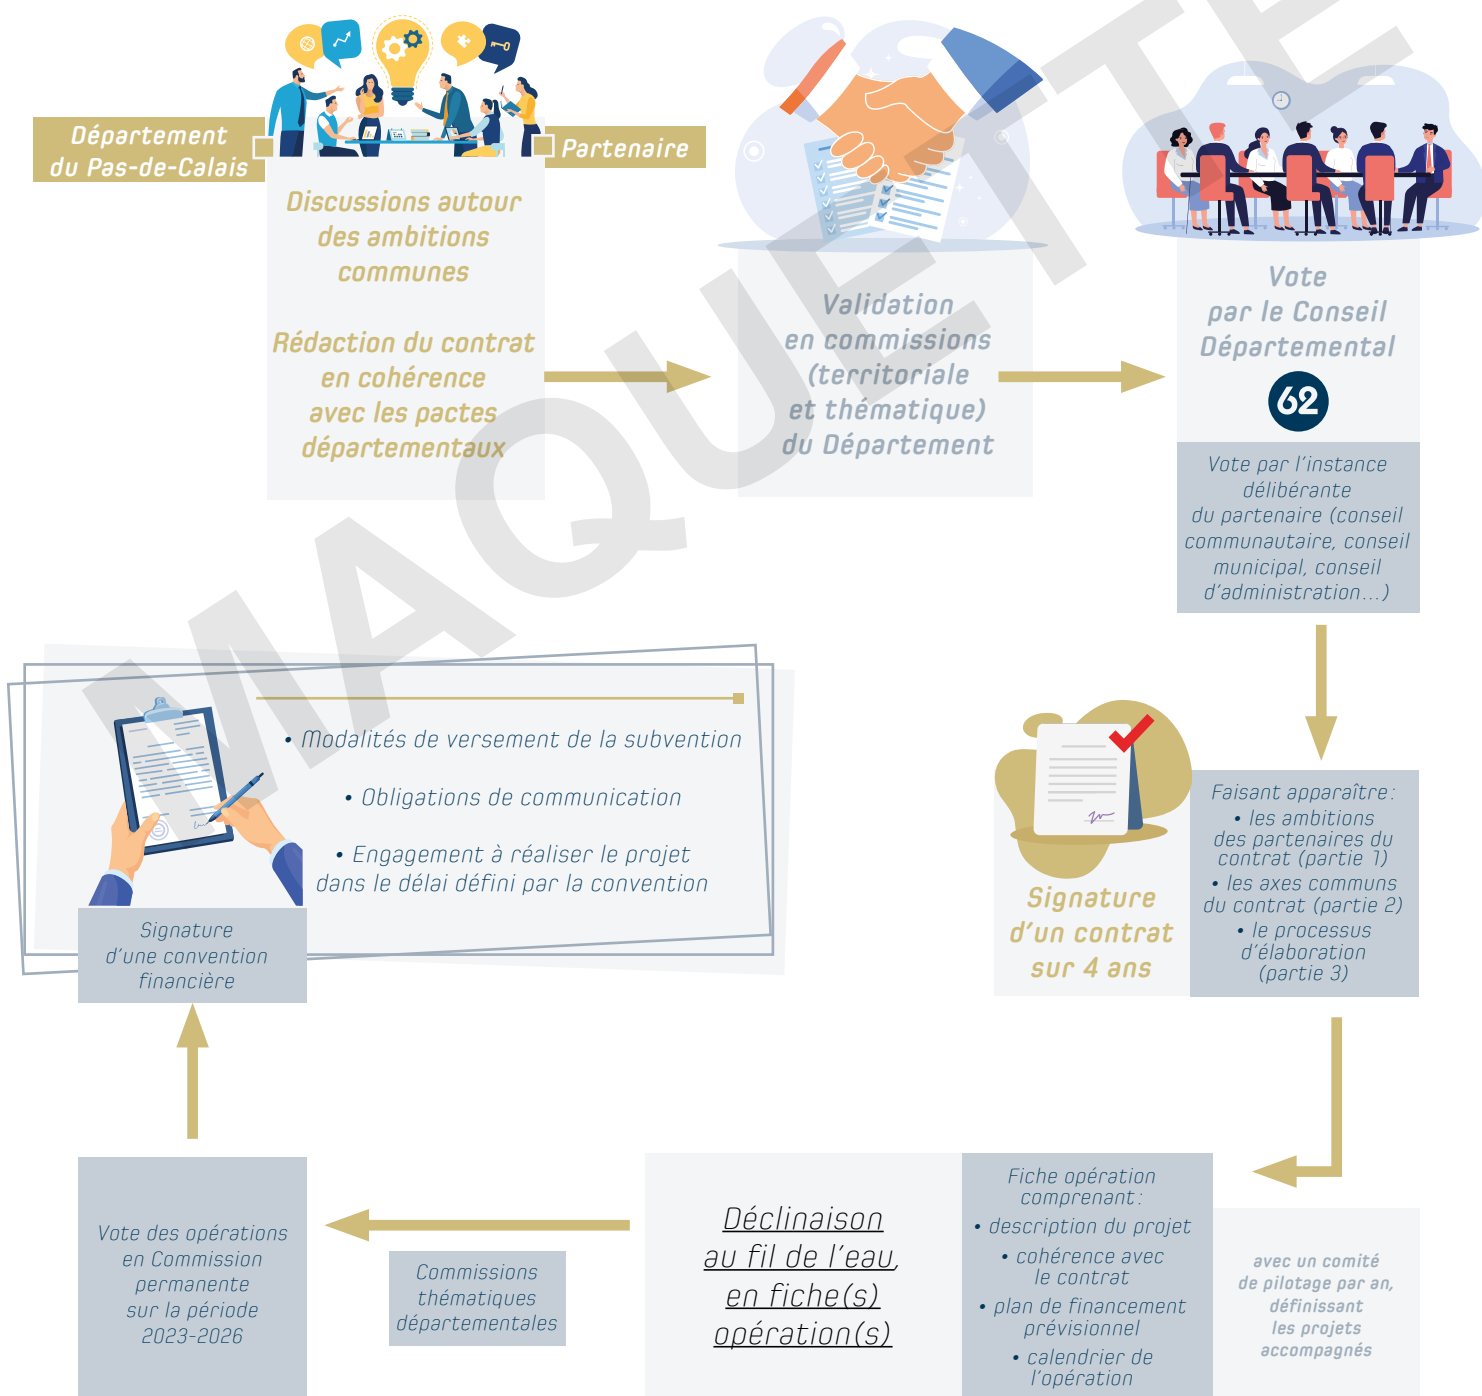 Département
du Pas-de-Calais
Partenaire
Discussions autour
des ambitions
communes
Rédaction du contrat
en cohérence
avec les pactes
départementaux
Validation
en commissions
(territoriale
et thématique)
du Département
Vote
par le Conseil
Départemental
62
Vote par l'instance
délibérante
du partenaire (conseil
communautaire, conseil
municipal, conseil
d'administration...)
Signature
d'un contrat
sur 4 ans
Faisant apparaître :
• les ambitions
des partenaires du
contrat (partie 1)
• les axes communs
du contrat (partie 2)
• le processus
d'élaboration
(partie 3)
avec un comité
de pilotage par an,
définissant
les projets
accompagnés
Fiche opération
comprenant :
• description du projet
• cohérence avec
le contrat
• plan de financement
prévisionnel
• calendrier de
l'opération
Déclinaison
au fil de l'eau,
en fiche(s)
opération(s)
Commissions
thématiques
départementales
Vote des opérations
en Commission
permanente
sur la période
2023-2026
Signature
d'une convention
financière
• Modalités de versement de la subvention
• Obligations de communication
• Engagement à réaliser le projet
dans le délai défini par la convention
MAQUETTE